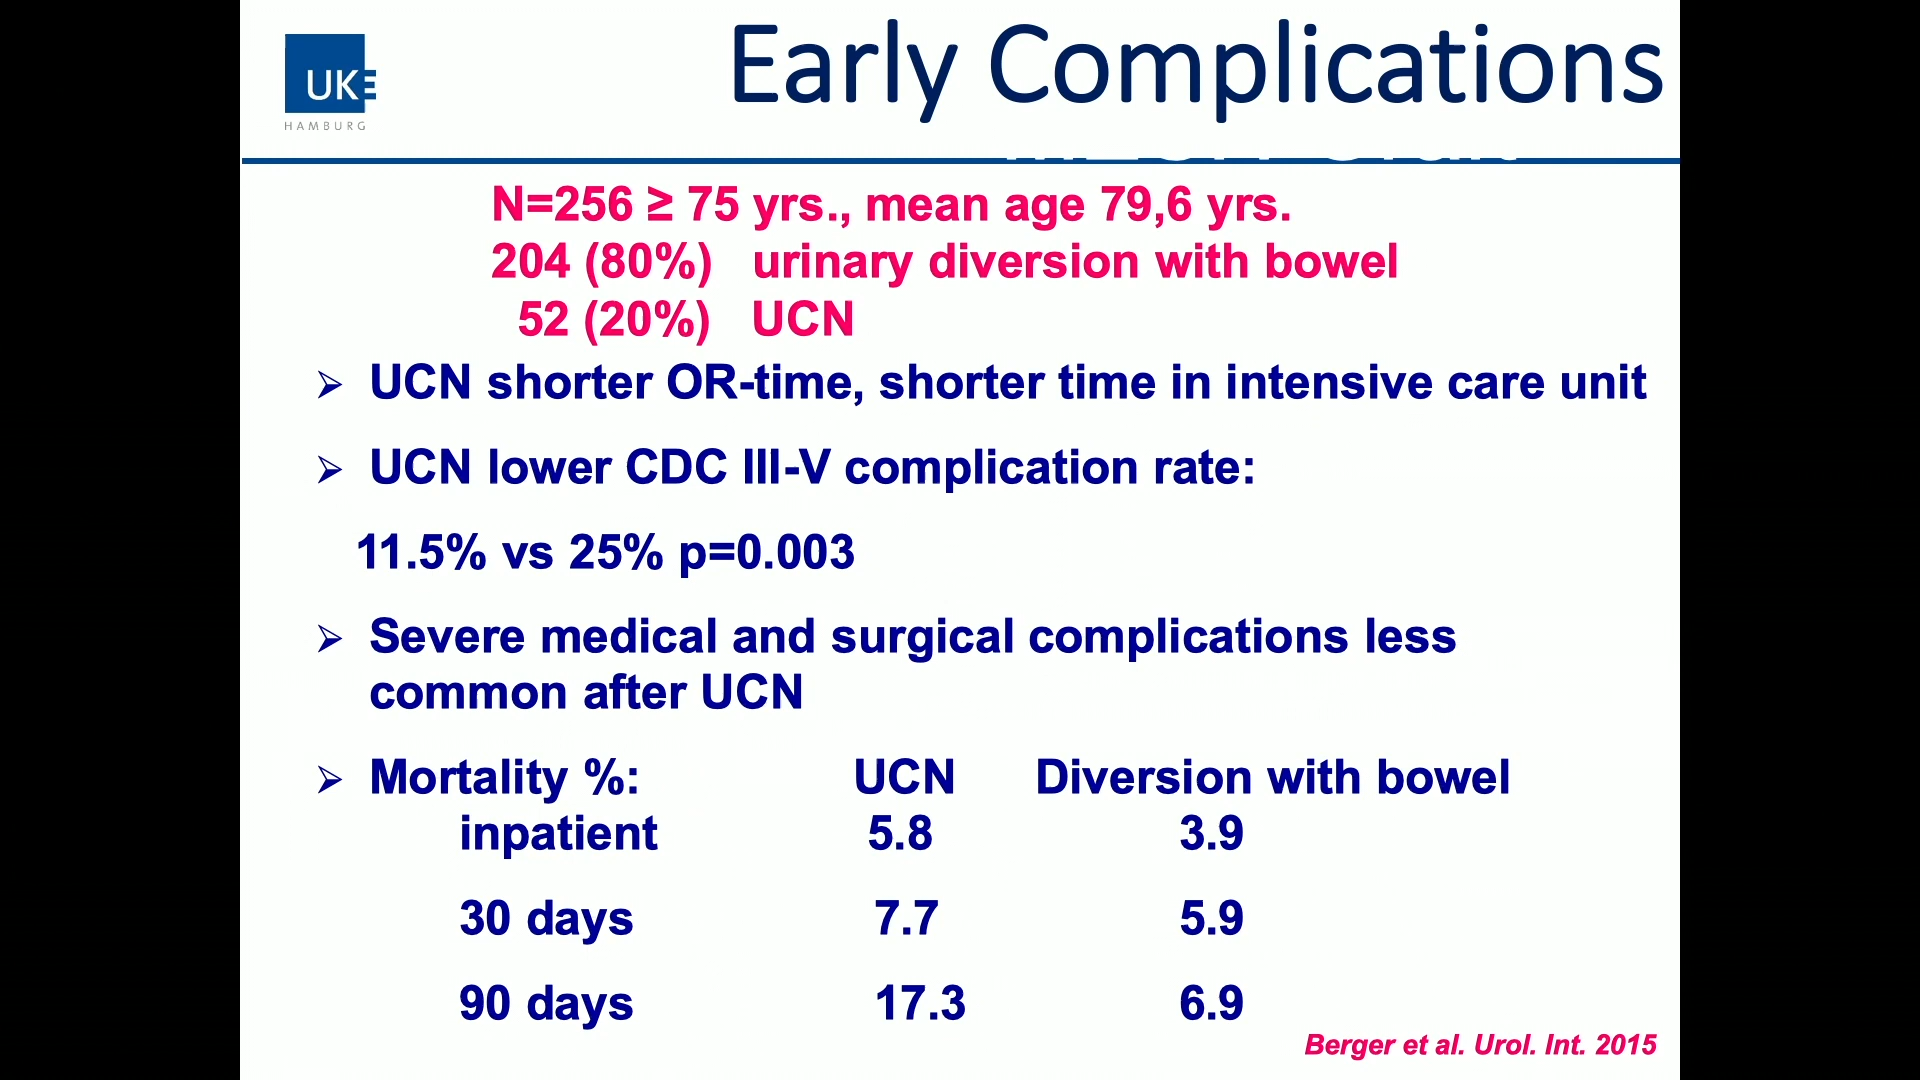 UKE
HAMBURG
Early Complications
N=256 ≥ 75 yrs., mean age 79,6 yrs.
204 (80%) urinary diversion with bowel
52 (20%) UCN
➢ UCN shorter OR-time, shorter time in intensive care unit
➢ UCN lower CDC III-V complication rate:
11.5% vs 25% p=0.003
➢ Severe medical and surgical complications less
common after UCN
➢ Mortality %: UCN Diversion with bowel
inpatient 5.8 3.9
30 days 7.7 5.9
90 days 17.3 6.9
Berger et al. Urol. Int. 2015